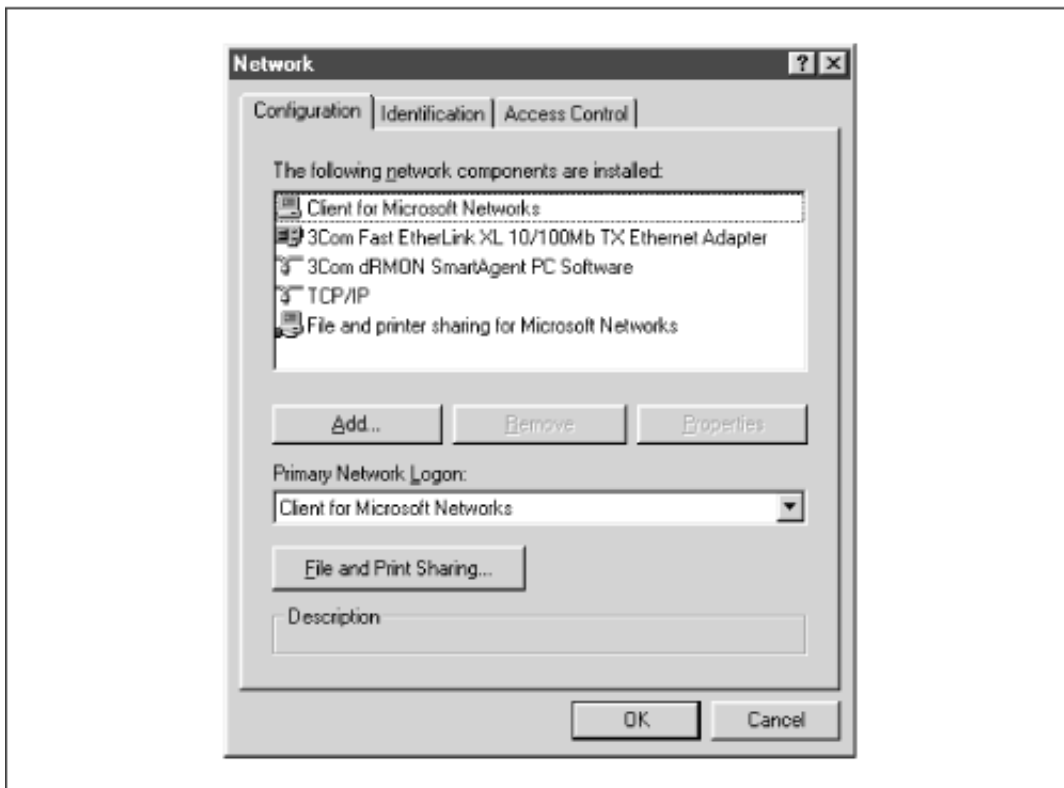 Network
Configuration Identification Access Control
The following network components are installed:
Client for Microsoft Networks
3Com Fast EtherLink XL 10/100Mb TX Ethernet Adapter
3Com dRMON SmartAgent PC Software
TCP/IP
File and printer sharing for Microsoft Networks
Add... Remove Properties
Primary Network Logon:
Client for Microsoft Networks
File and Print Sharing...
Description
OK Cancel